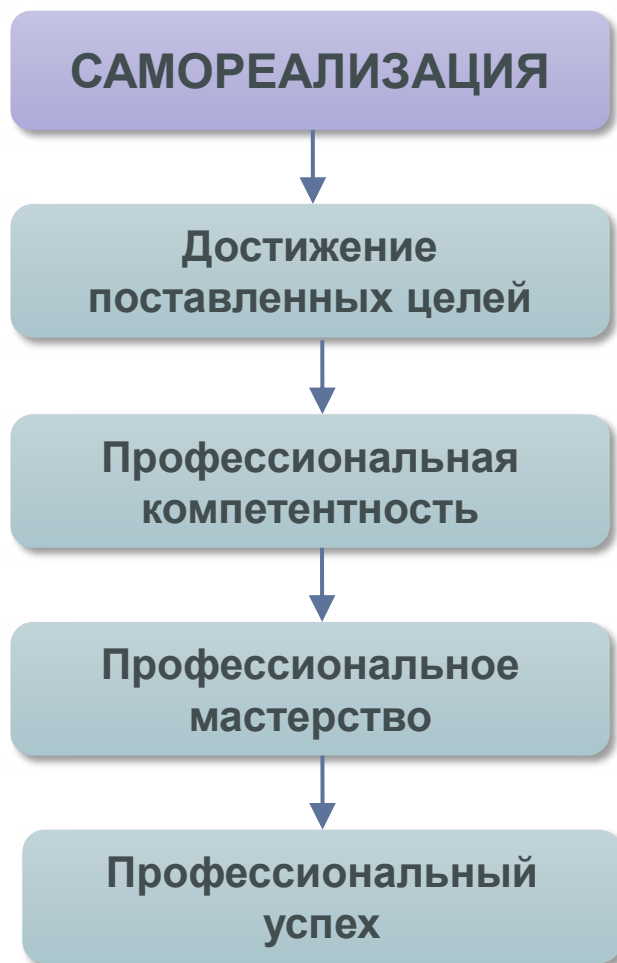 САМОРЕАЛИЗАЦИЯ
Достижение
поставленных целей
Профессиональная
компетентность
Профессиональное
мастерство
Профессиональный
успех